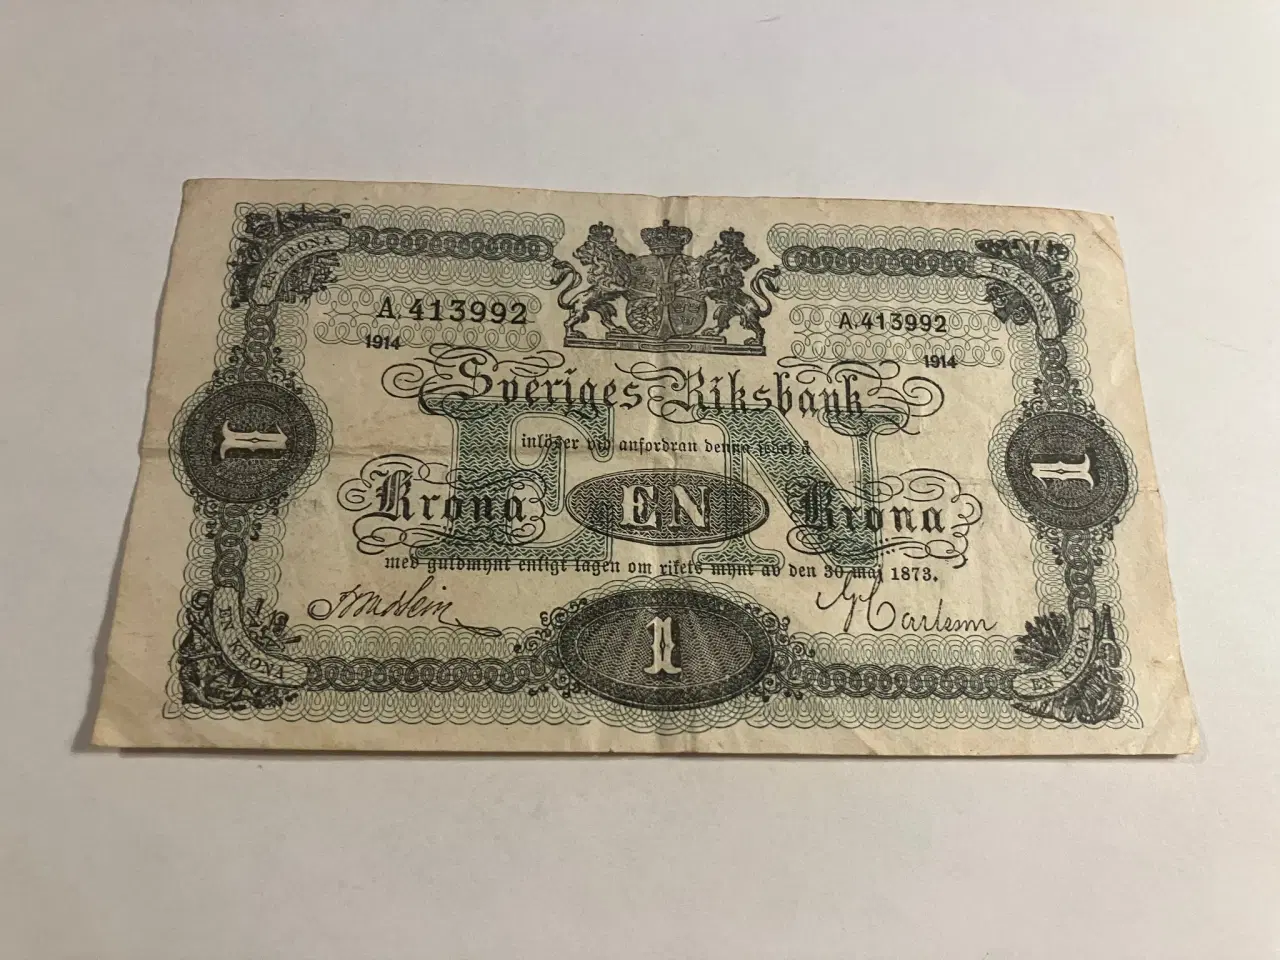 EN KRONA
EN KRONA
A.413992
A.413992
1914
1914
Sveriges Riksbank
inlöser vid anfordran denna sedel å
1
1
Krona
EN
Krona
EN
med guldmynt enligt lagen om rikets mynt av den 30 maj 1873.
1
EN KRONA
EN KRONA